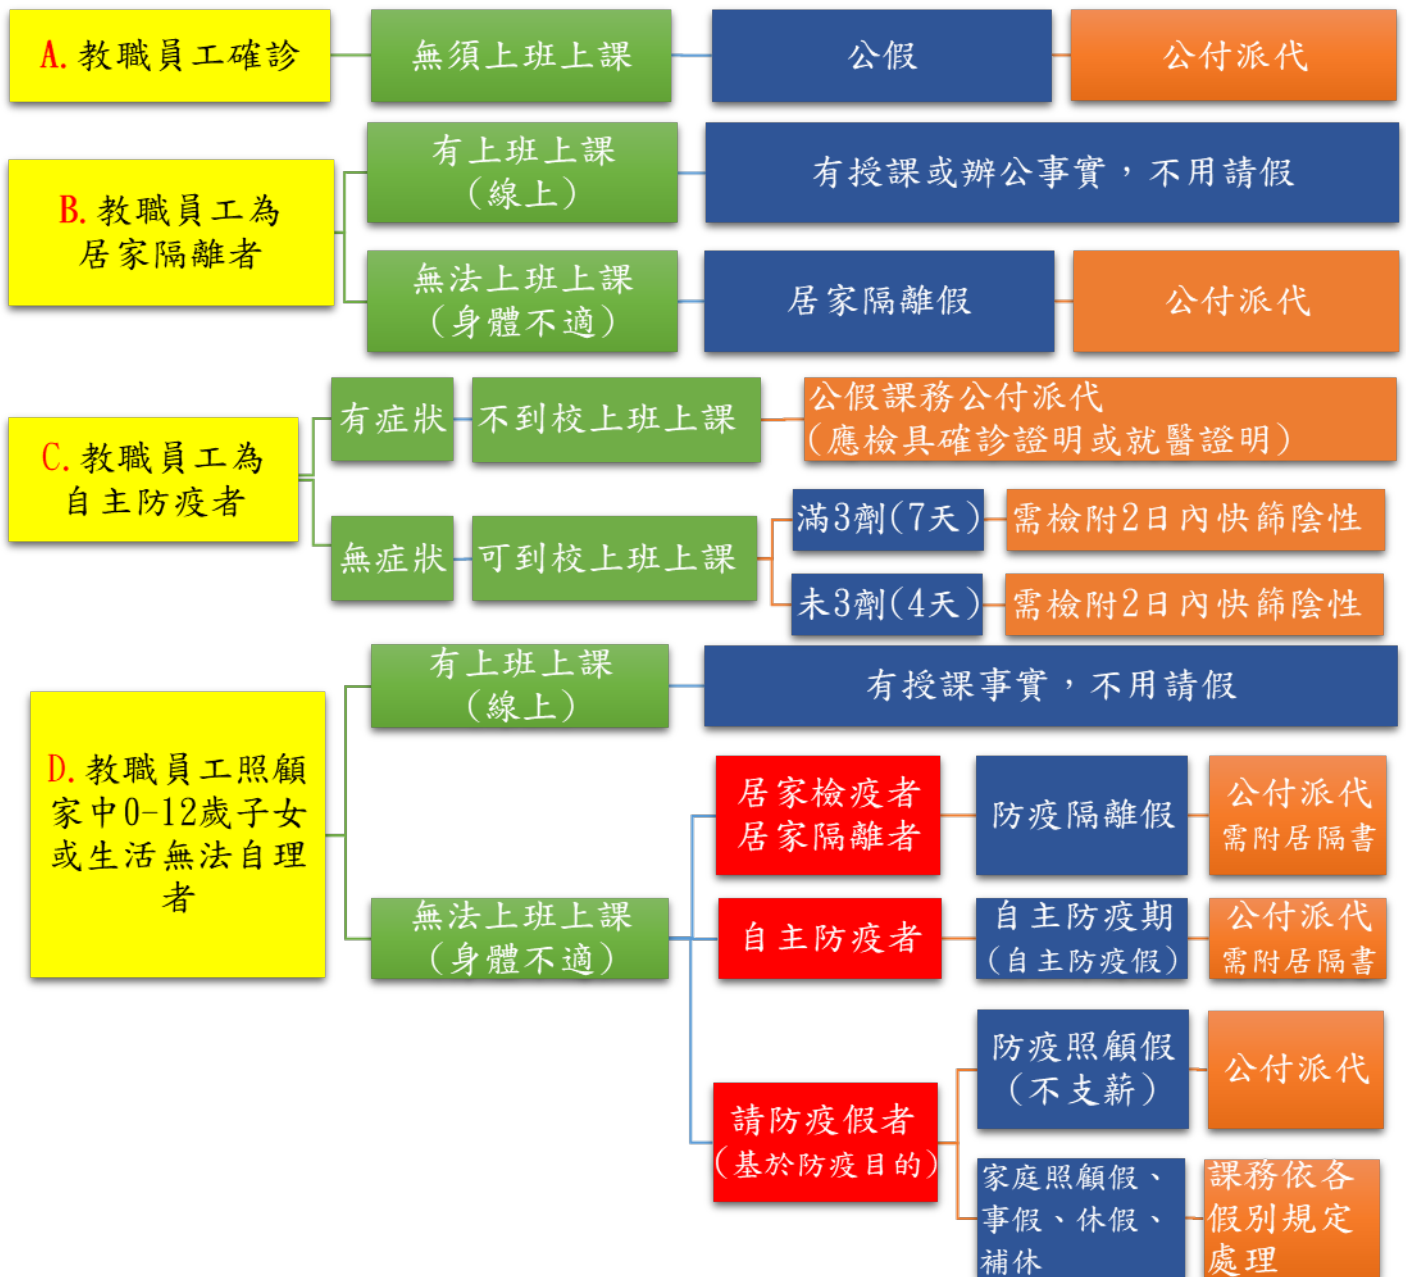 A.教職員工確診
無須上班上課
公假
公付派代
B.教職員工為
居家隔離者
有上班上課
(線上)
有授課或辦公事實，不用請假
無法上班上課
(身體不適)
居家隔離假
公付派代
C.教職員工為
自主防疫者
有症狀
不到校上班上課
公假課務公付派代
(應檢具確診證明或就醫證明)
無症狀
可到校上班上課
滿3劑(7天)
需檢附2日內快篩陰性
未3劑(4天)
需檢附2日內快篩陰性
D.教職員工照顧
家中0-12歲子女
或生活無法自理
者
有上班上課
(線上)
有授課事實，不用請假
無法上班上課
(身體不適)
居家檢疫者
居家隔離者
防疫隔離假
公付派代
需附居隔書
自主防疫者
自主防疫期
(自主防疫假)
公付派代
需附居隔書
請防疫假者
(基於防疫目的)
防疫照顧假
(不支薪)
公付派代
家庭照顧假、
事假、休假、
補休
課務依各
假別規定
處理